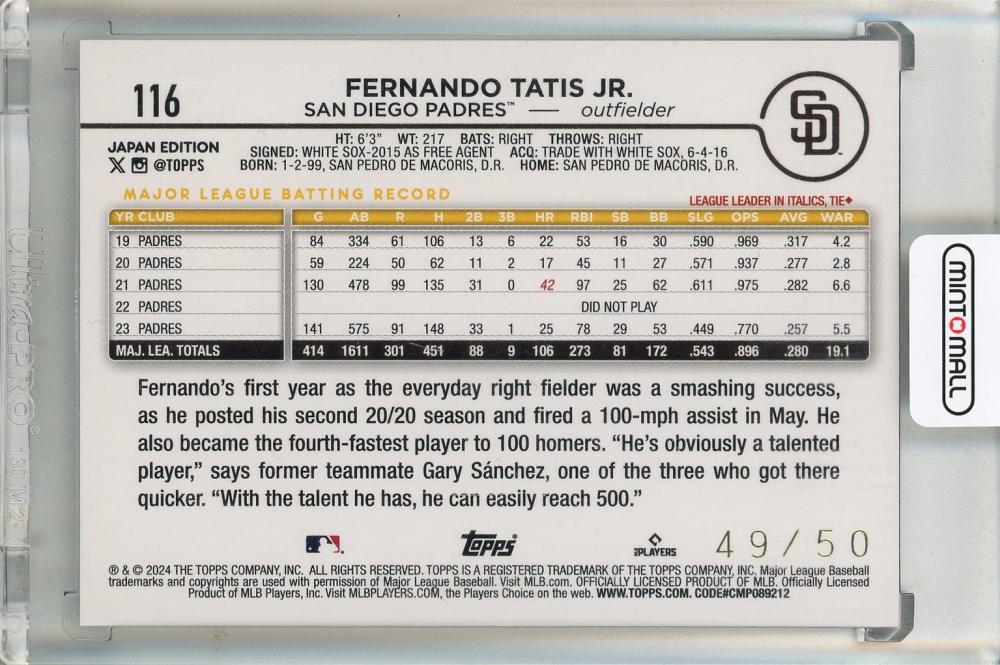 116
FERNANDO TATIS JR.
SAN DIEGO PADRES™ — outfielder
SD
JAPAN EDITION
X @TOPPS
HT: 6'3" WT: 217 BATS: RIGHT THROWS: RIGHT
SIGNED: WHITE SOX-2015 AS FREE AGENT ACQ: TRADE WITH WHITE SOX, 6-4-16
BORN: 1-2-99, SAN PEDRO DE MACORIS, D.R. HOME: SAN PEDRO DE MACORIS, D.R.
MAJOR LEAGUE BATTING RECORD
LEAGUE LEADER IN ITALICS, TIE◆
YR CLUB G AB R H 2B 3B HR RBI SB BB SLG OPS AVG WAR
19 PADRES 84 334 61 106 13 6 22 53 16 30 .590 .969 .317 4.2
20 PADRES 59 224 50 62 11 2 17 45 11 27 .571 .937 .277 2.8
21 PADRES 130 478 99 135 31 0 42 97 25 62 .611 .975 .282 6.6
22 PADRES DID NOT PLAY
23 PADRES 141 575 91 148 33 1 25 78 29 53 .449 .770 .257 5.5
MAJ. LEA. TOTALS 414 1611 301 451 88 9 106 273 81 172 .543 .896 .280 19.1
Fernando's first year as the everyday right fielder was a smashing success,
as he posted his second 20/20 season and fired a 100-mph assist in May. He
also became the fourth-fastest player to 100 homers. "He's obviously a talented
player," says former teammate Gary Sánchez, one of the three who got there
quicker. "With the talent he has, he can easily reach 500."
Topps
PLAYERS
49/50
® & © 2024 THE TOPPS COMPANY, INC. ALL RIGHTS RESERVED. TOPPS IS A REGISTERED TRADEMARK OF THE TOPPS COMPANY, INC. Major League Baseball
trademarks and copyrights are used with permission of Major League Baseball. Visit MLB.com. OFFICIALLY LICENSED PRODUCT OF MLB. Officially Licensed
Product of MLB Players, Inc. Visit MLBPLAYERS.COM, the Players Choice on the web. WWW.TOPPS.COM. CODE#CMP089212
MINT MALL
UltraPRO®
130 M2